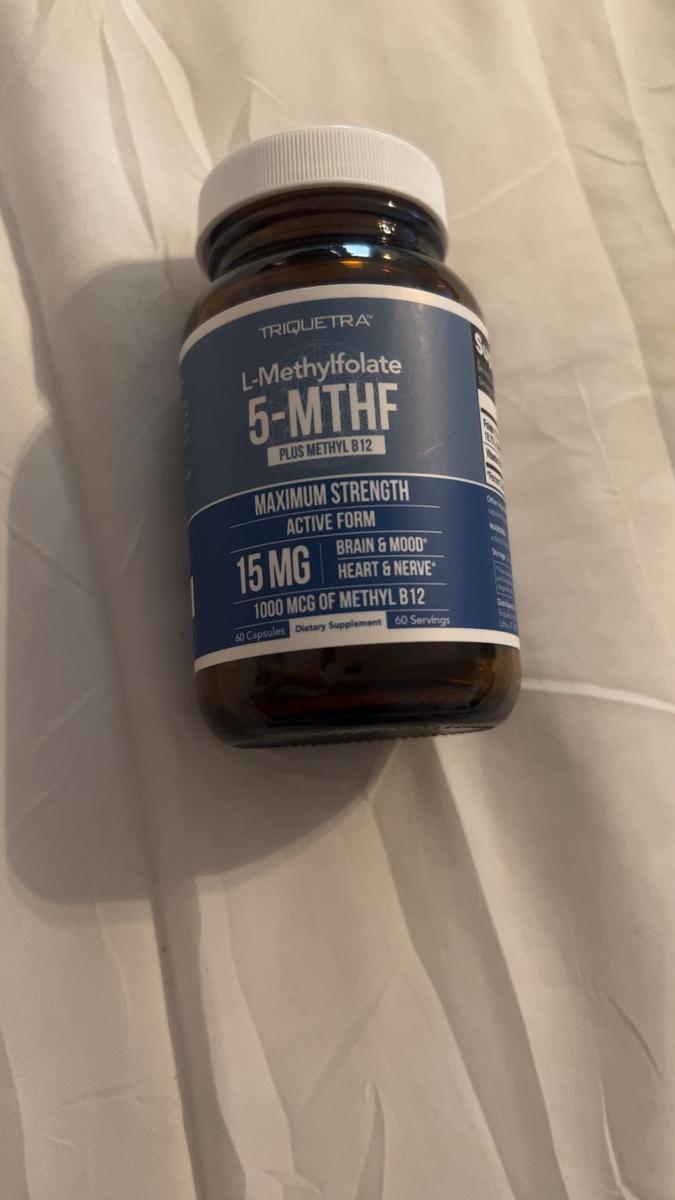 TRIQUETRA™
L-Methylfolate
5-MTHF
PLUS METHYL B12
MAXIMUM STRENGTH
ACTIVE FORM
15 MG
BRAIN & MOOD*
HEART & NERVE*
1000 MCG OF METHYL B12
60 Capsules Dietary Supplement 60 Servings